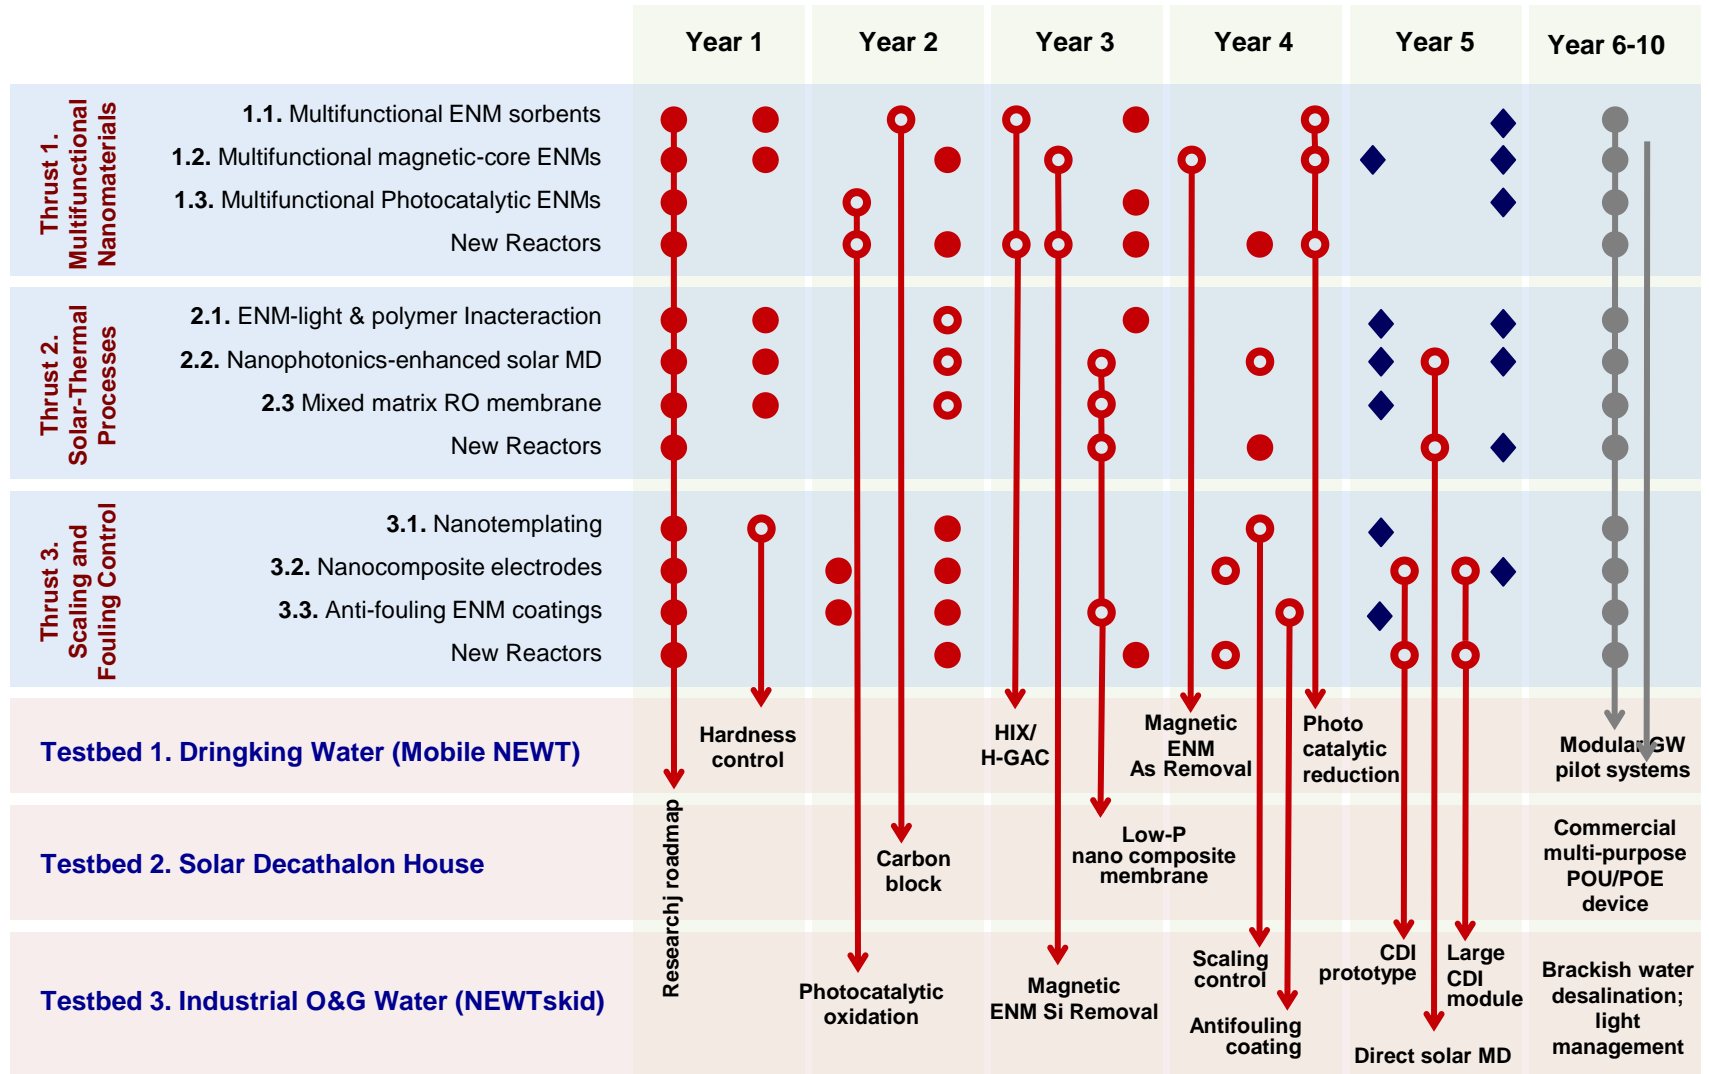 Year 1
Year 2
Year 3
Year 4
Year 5
Year 6-10
Thrust 1.
Multifunctional
Nanomaterials
1.1. Multifunctional ENM sorbents
1.2. Multifunctional magnetic-core ENMs
1.3. Multifunctional Photocatalytic ENMs
New Reactors
Thrust 2.
Solar-Thermal
Processes
2.1. ENM-light & polymer Inacteraction
2.2. Nanophotonics-enhanced solar MD
2.3 Mixed matrix RO membrane
New Reactors
Thrust 3.
Scaling and
Fouling Control
3.1. Nanotemplating
3.2. Nanocomposite electrodes
3.3. Anti-fouling ENM coatings
New Reactors
Testbed 1. Dringking Water (Mobile NEWT)
Hardness
control
HIX/
H-GAC
Magnetic
ENM
As Removal
Photo
catalytic
reduction
Modular GW
pilot systems
Researchj roadmap
Testbed 2. Solar Decathalon House
Carbon
block
Low-P
nano composite
membrane
Commercial
multi-purpose
POU/POE
device
Testbed 3. Industrial O&G Water (NEWTskid)
Photocatalytic
oxidation
Magnetic
ENM Si Removal
Scaling
control
Antifouling
coating
CDI
prototype
Large
CDI
module
Direct solar MD
Brackish water
desalination;
light
management